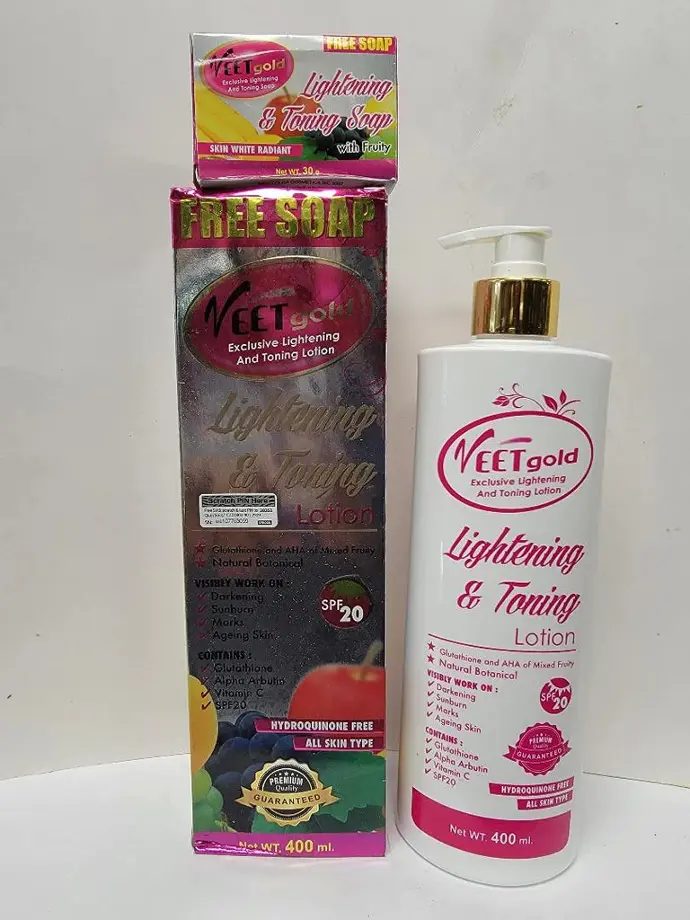 FREE SOAP
VEETgold
Exclusive Lightening
And Toning Soap
Lightening
& Toning Soap
with Fruity
SKIN WHITE RADIANT
Net WT. 30 g
FREE SOAP
VEETgold
Exclusive Lightening
And Toning Lotion
Lightening
& Toning
Lotion
Scratch PIN Here
Glutathione and AHA of Mixed Fruity
Natural Botanical
VISIBLY WORK ON :
Darkening
Sunburn
Marks
Ageing Skin
SPF
20
CONTAINS :
Glutathione
Alpha Arbutin
Vitamin C
SPF20
HYDROQUINONE FREE
ALL SKIN TYPE
PREMIUM
Quality
GUARANTEED
Net WT. 400 ml.
VEETgold
Exclusive Lightening
And Toning Lotion
Lightening
& Toning
Lotion
Glutathione and AHA of Mixed Fruity
Natural Botanical
VISIBLY WORK ON :
Darkening
Sunburn
Marks
Ageing Skin
SPF
20
CONTAINS :
Glutathione
Alpha Arbutin
Vitamin C
SPF20
PREMIUM
Quality
GUARANTEED
HYDROQUINONE FREE
ALL SKIN TYPE
Net WT. 400 ml.